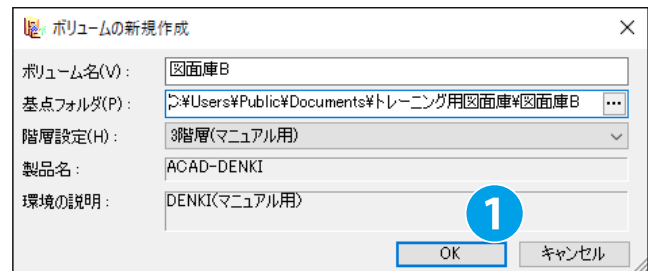 ボリュームの新規作成
ボリューム名(V): 図面庫B
基点フォルダ(P): C:¥Users¥Public¥Documents¥トレーニング用図面庫¥図面庫B ...
階層設定(H): 3階層(マニュアル用)
製品名: ACAD-DENKI
環境の説明: DENKI(マニュアル用)
1
OK キャンセル